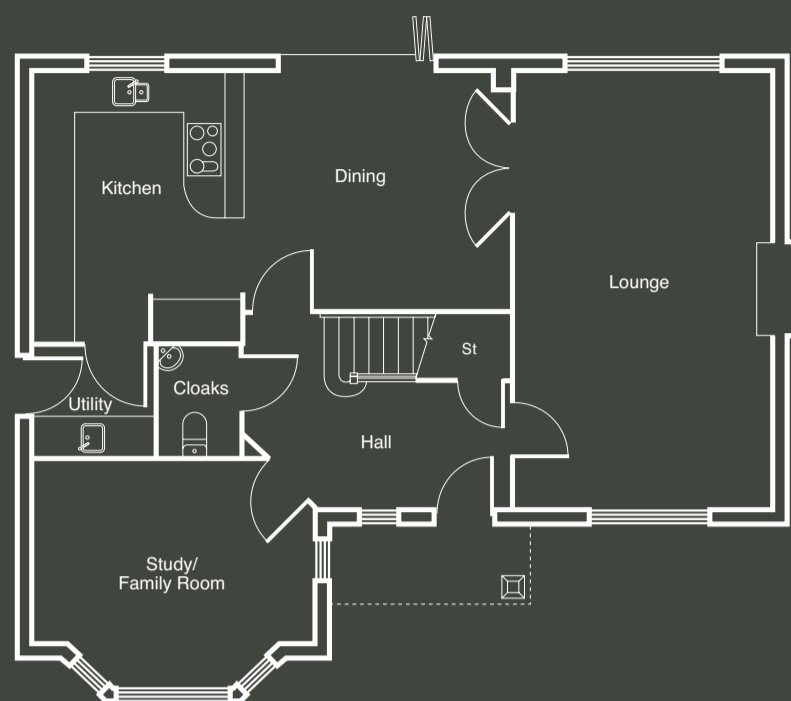 Kitchen
Dining
Lounge
St
Cloaks
Utility
Hall
Study/
Family Room